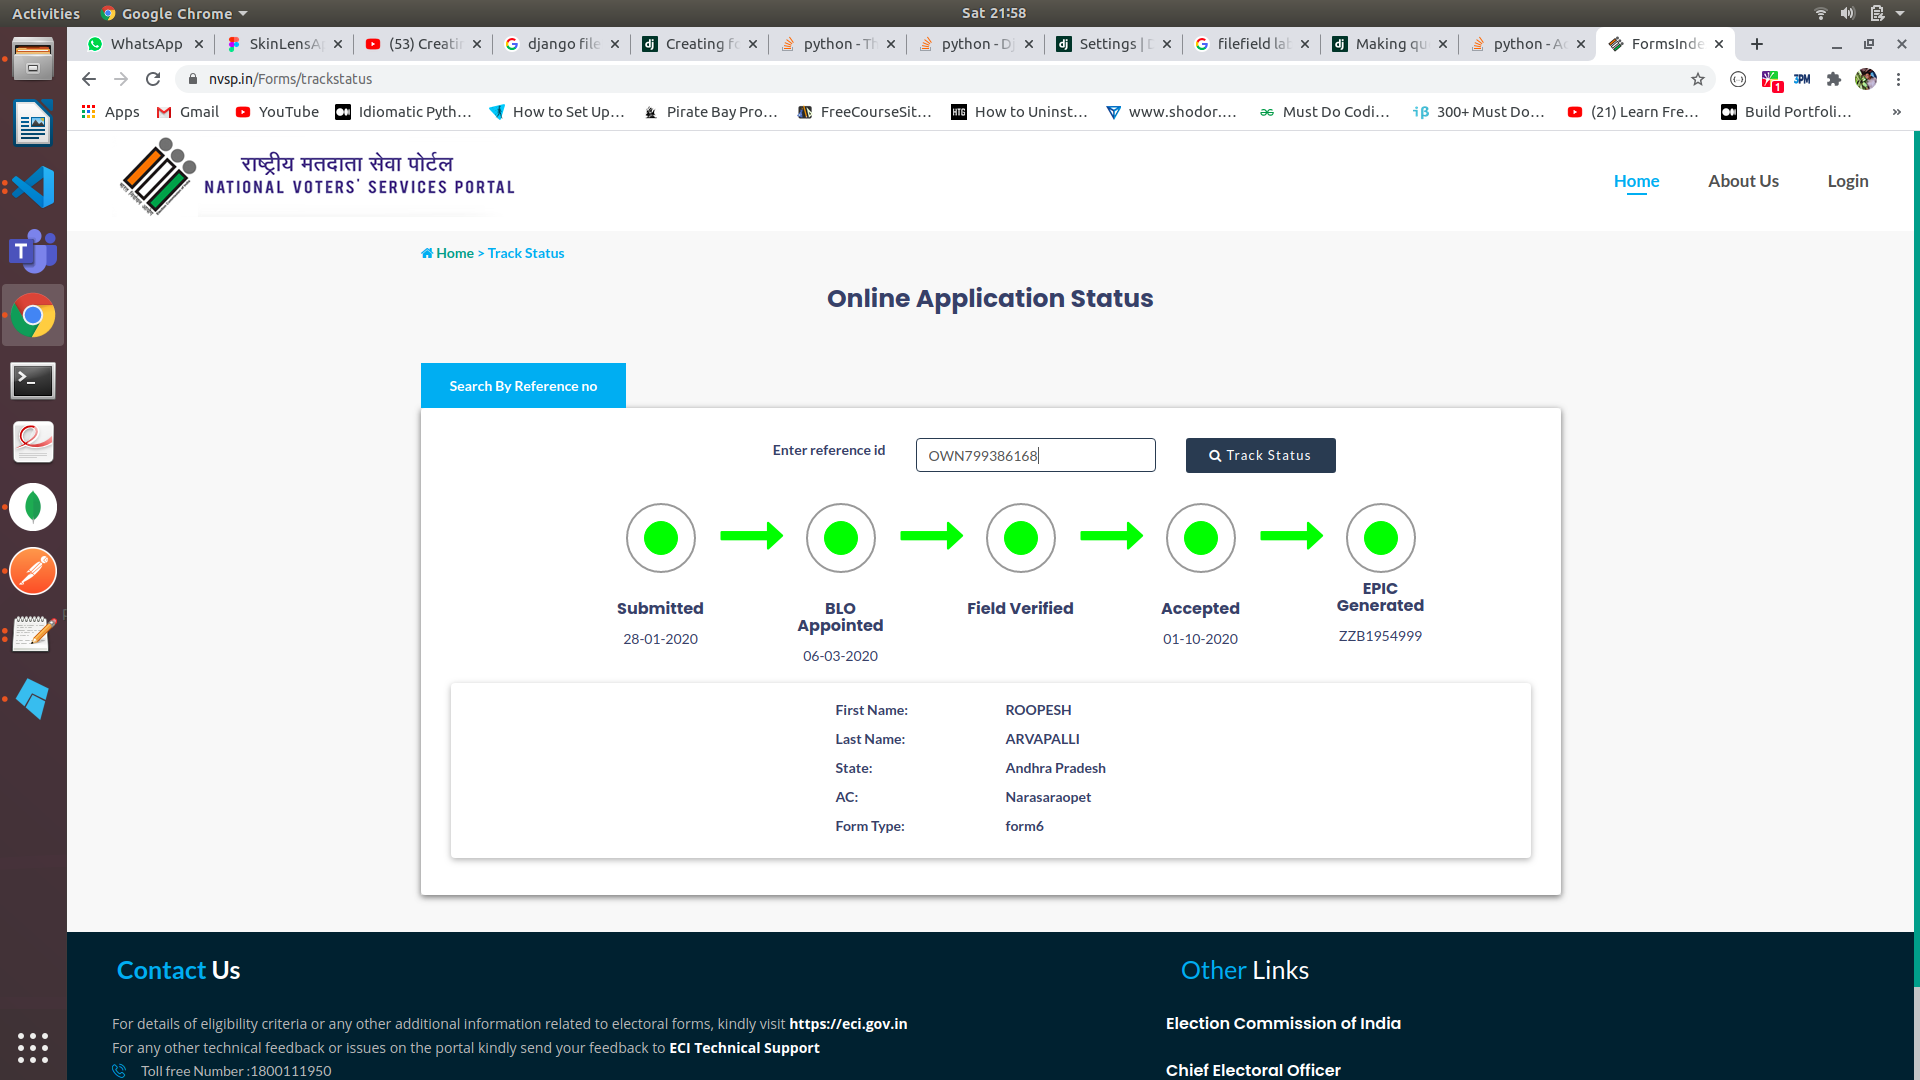 Activities Google Chrome Sat 21:58
WhatsApp SkinLensA (53) Creati django file Creating fo python - Th python - Dj Settings | D filefield la Making qu python - Ac FormsInde
nvsp.in/Forms/trackstatus
Apps Gmail YouTube Idiomatic Pyth... How to Set Up... Pirate Bay Pro... FreeCourseSit... How to Uninst... www.shodor.... Must Do Codi... 300+ Must Do... (21) Learn Fre... Build Portfoli... »
राष्ट्रीय मतदाता सेवा पोर्टल
NATIONAL VOTERS' SERVICES PORTAL
Home About Us Login
Home > Track Status
Online Application Status
Search By Reference no
Enter reference id OWN799386168 Track Status
Submitted
28-01-2020
BLO
Appointed
06-03-2020
Field Verified
Accepted
01-10-2020
EPIC
Generated
ZZB1954999
First Name: ROOPESH
Last Name: ARVAPALLI
State: Andhra Pradesh
AC: Narasaraopet
Form Type: form6
Contact Us
For details of eligibility criteria or any other additional information related to electoral forms, kindly visit https://eci.gov.in
For any other technical feedback or issues on the portal kindly send your feedback to ECI Technical Support
Toll free Number :1800111950
Other Links
Election Commission of India
Chief Electoral Officer